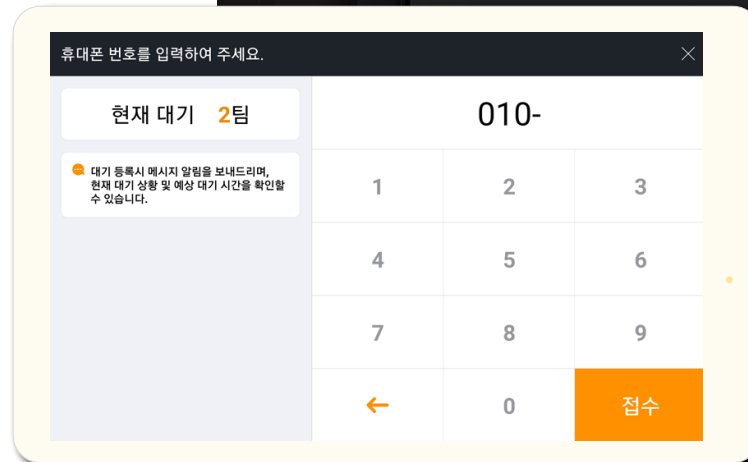 휴대폰 번호를 입력하여 주세요.
현재 대기 2팀
대기 등록시 메시지 알림을 보내드리며,
현재 대기 상황 및 예상 대기 시간을 확인할
수 있습니다.
010-
1 2 3
4 5 6
7 8 9
0 접수